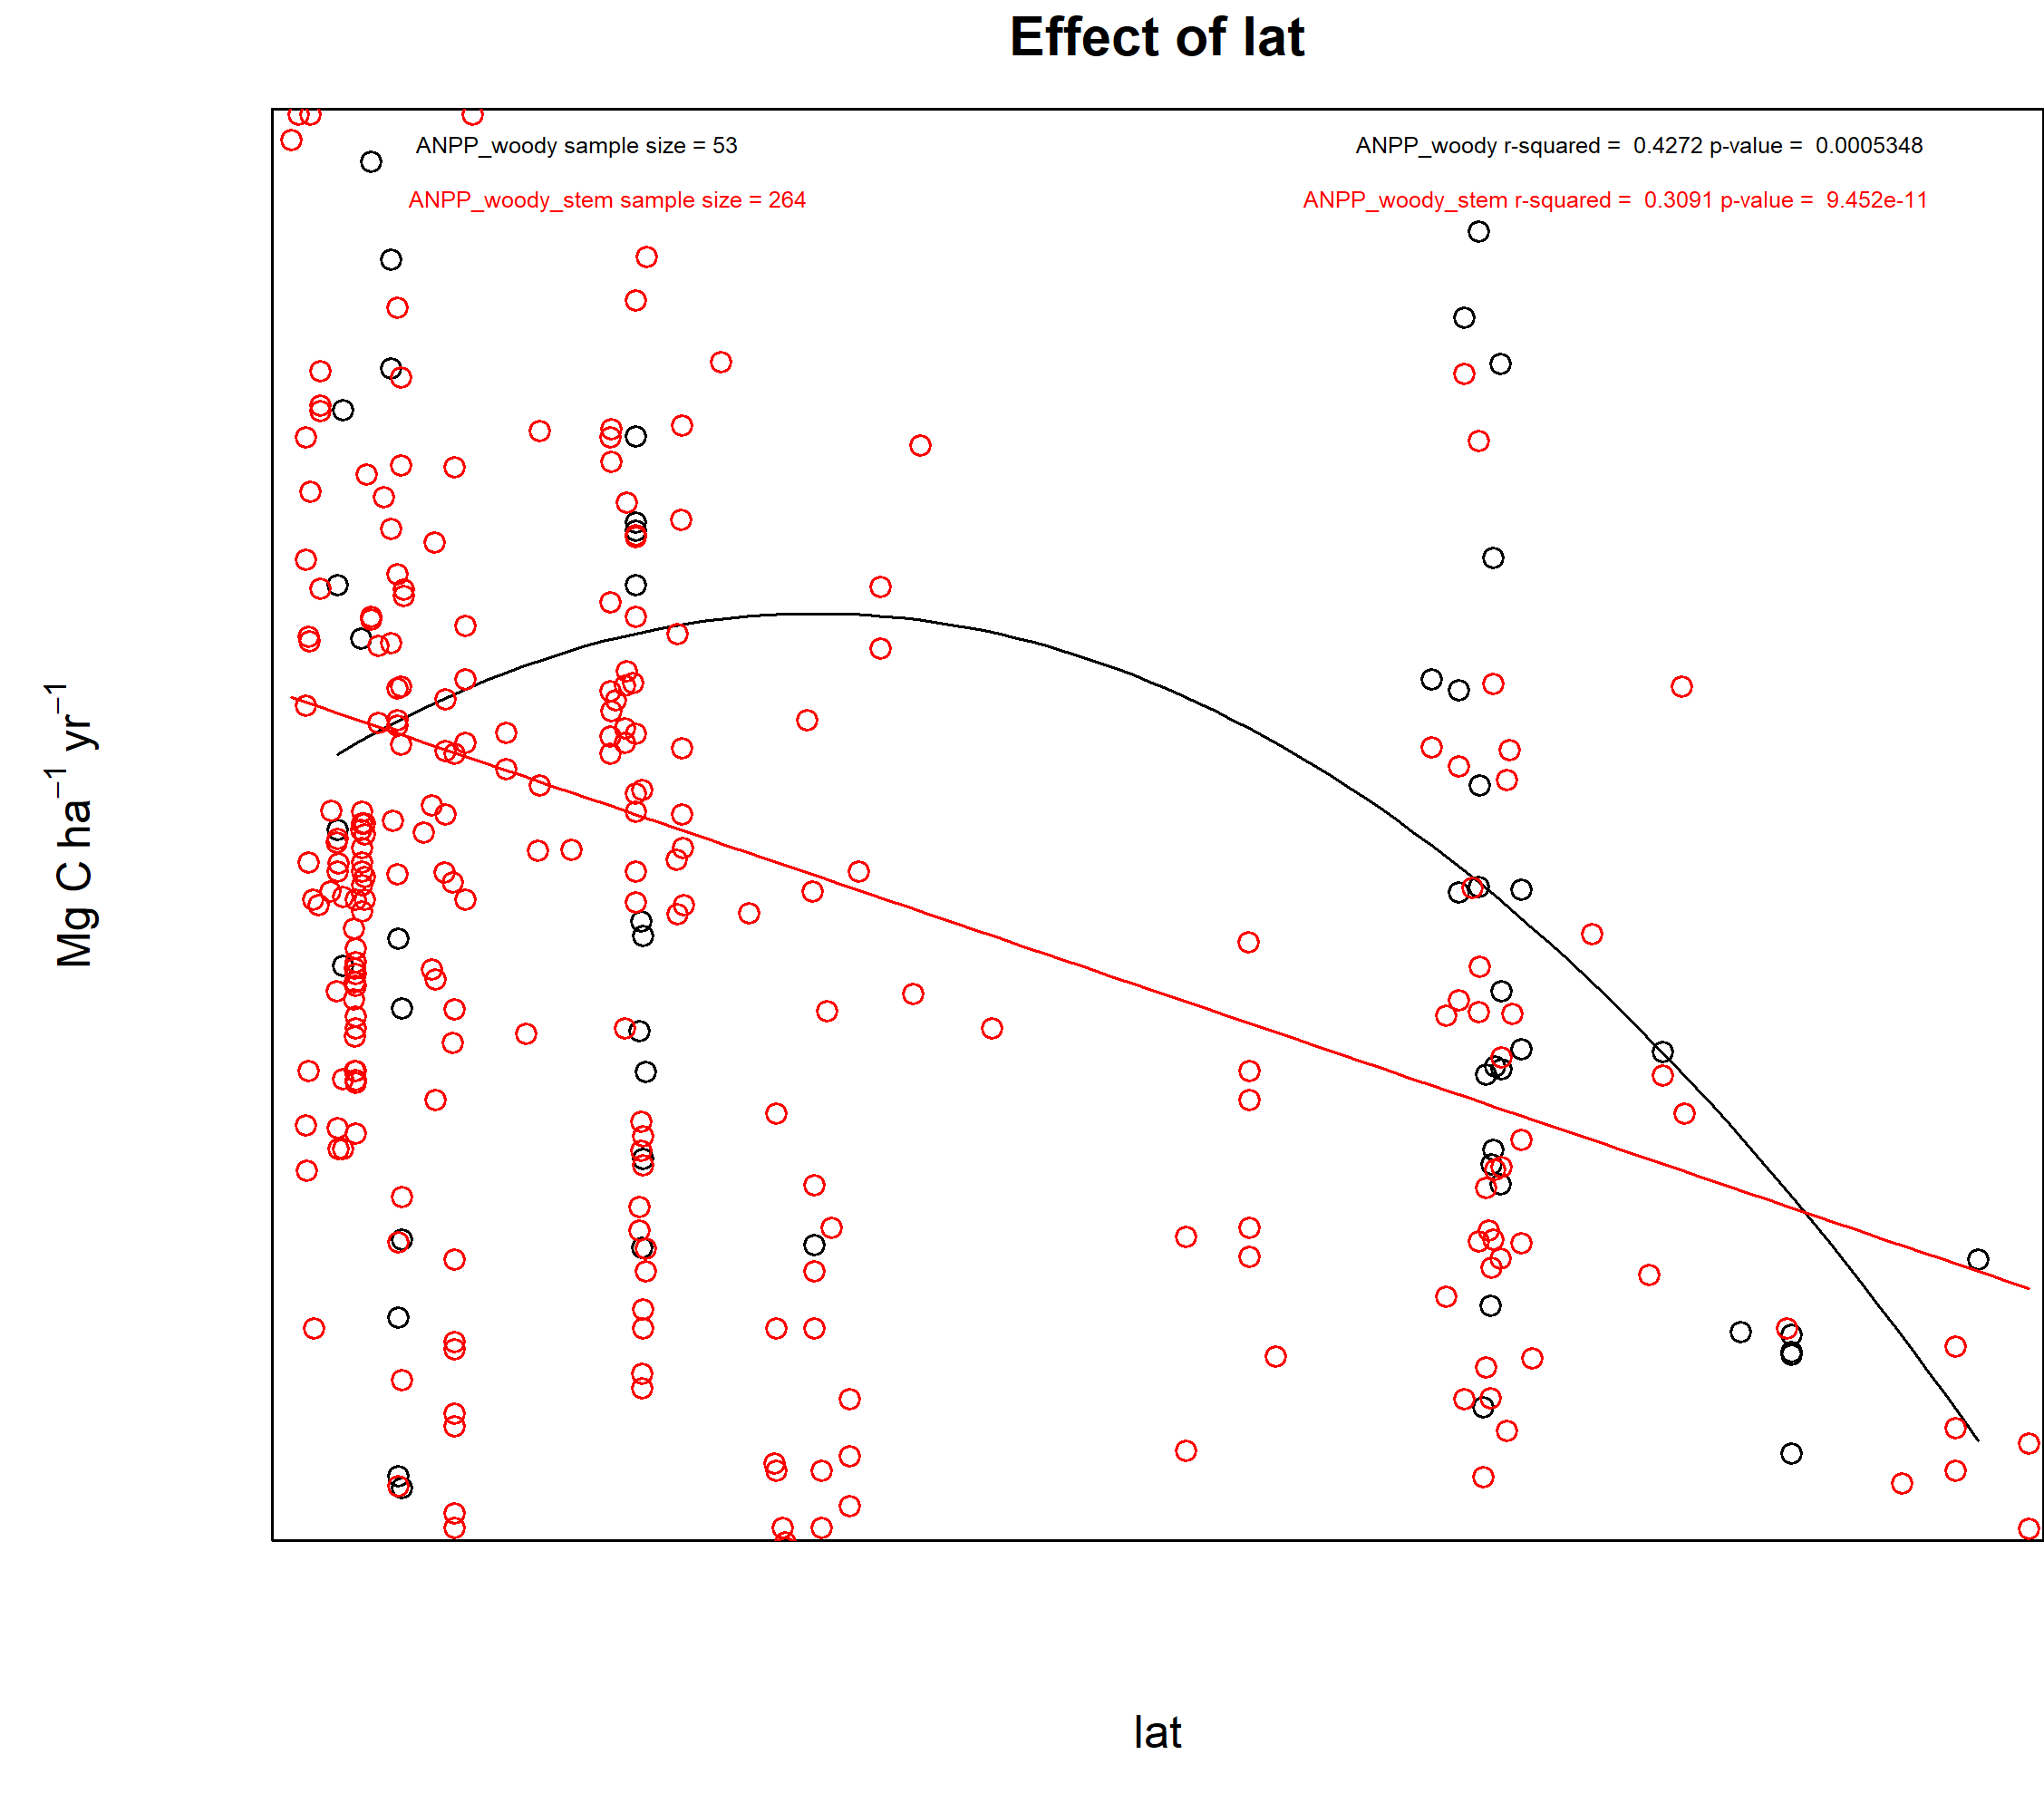 Effect of lat
ANPP_woody sample size = 53
ANPP_woody r-squared = 0.4272 p-value = 0.0005348
ANPP_woody_stem sample size = 264
ANPP_woody_stem r-squared = 0.3091 p-value = 9.452e-11
Mg C ha⁻¹ yr⁻¹
lat